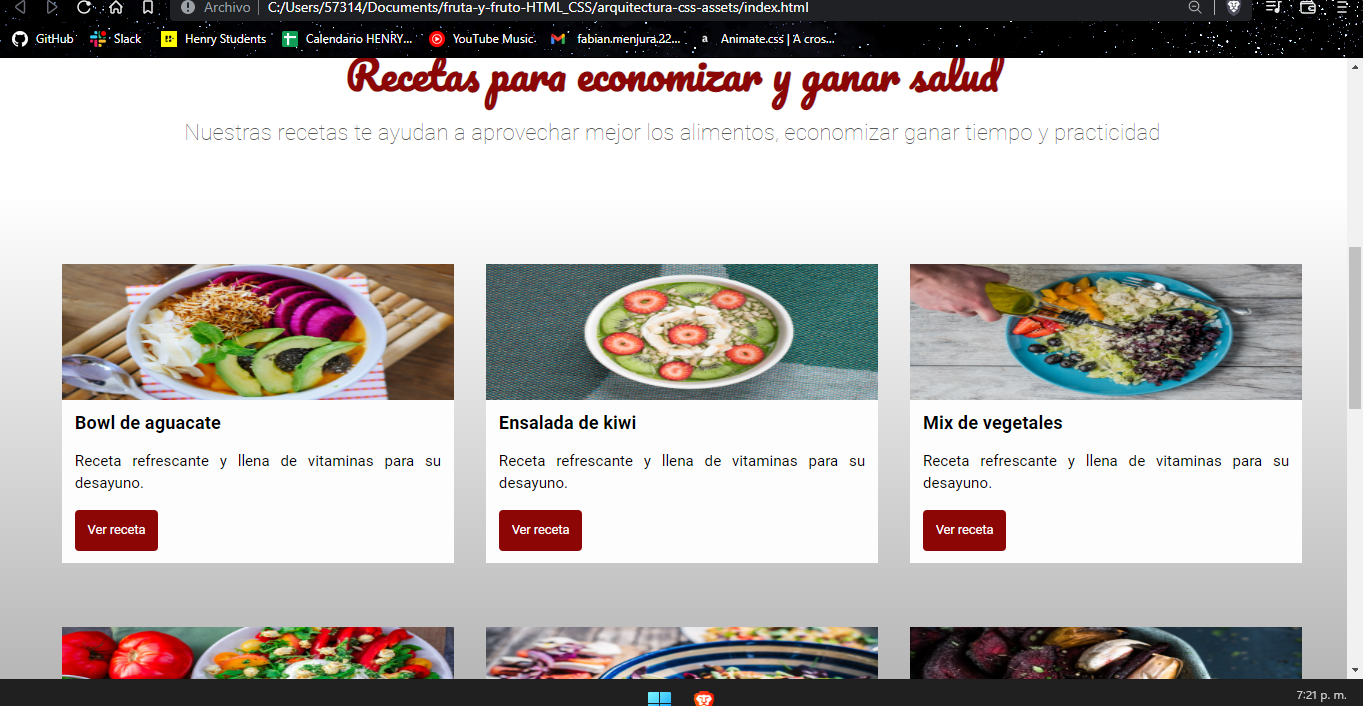 Archivo C:/Users/57314/Documents/fruta-y-fruto-HTML_CSS/arquitectura-css-assets/index.html
GitHub Slack Henry Students Calendario HENRY... YouTube Music. fabian.menjura.22... a Animate.css | A cros...
Recetas para economizar y ganar salud
Nuestras recetas te ayudan a aprovechar mejor los alimentos, economizar ganar tiempo y practicidad
Bowl de aguacate
Receta refrescante y llena de vitaminas para su
desayuno.
Ver receta
Ensalada de kiwi
Receta refrescante y llena de vitaminas para su
desayuno.
Ver receta
Mix de vegetales
Receta refrescante y llena de vitaminas para su
desayuno.
Ver receta
7:21 p. m.